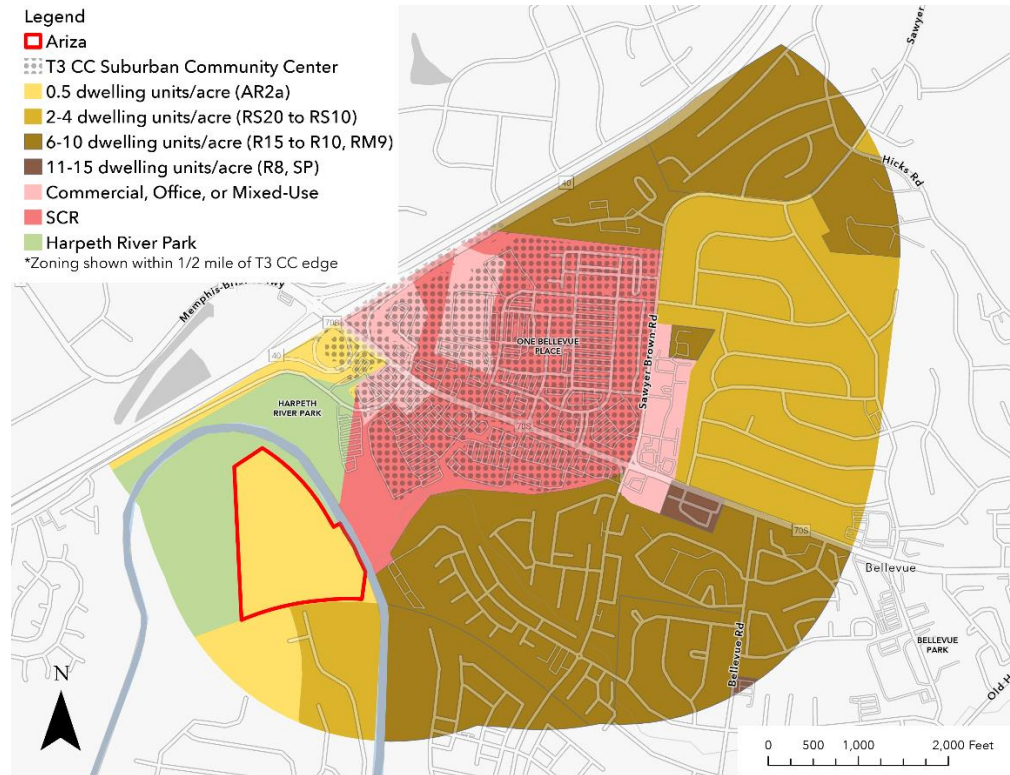 Legend
Ariza
T3 CC Suburban Community Center
0.5 dwelling units/acre (AR2a)
2-4 dwelling units/acre (RS20 to RS10)
6-10 dwelling units/acre (R15 to R10, RM9)
11-15 dwelling units/acre (R8, SP)
Commercial, Office, or Mixed-Use
SCR
Harpeth River Park
*Zoning shown within 1/2 mile of T3 CC edge
Sawyer
Hicks Rd
40
Memphis-Bri
wy
70S
ONE BELLEVUE
PLACE
Sawyer Brown Rd
40
HARPETH
RIVER PARK
70S
70S
Bellevue
BELLEVUE
PARK
Bellevue Rd
Old H
N
0 500 1,000 2,000 Feet